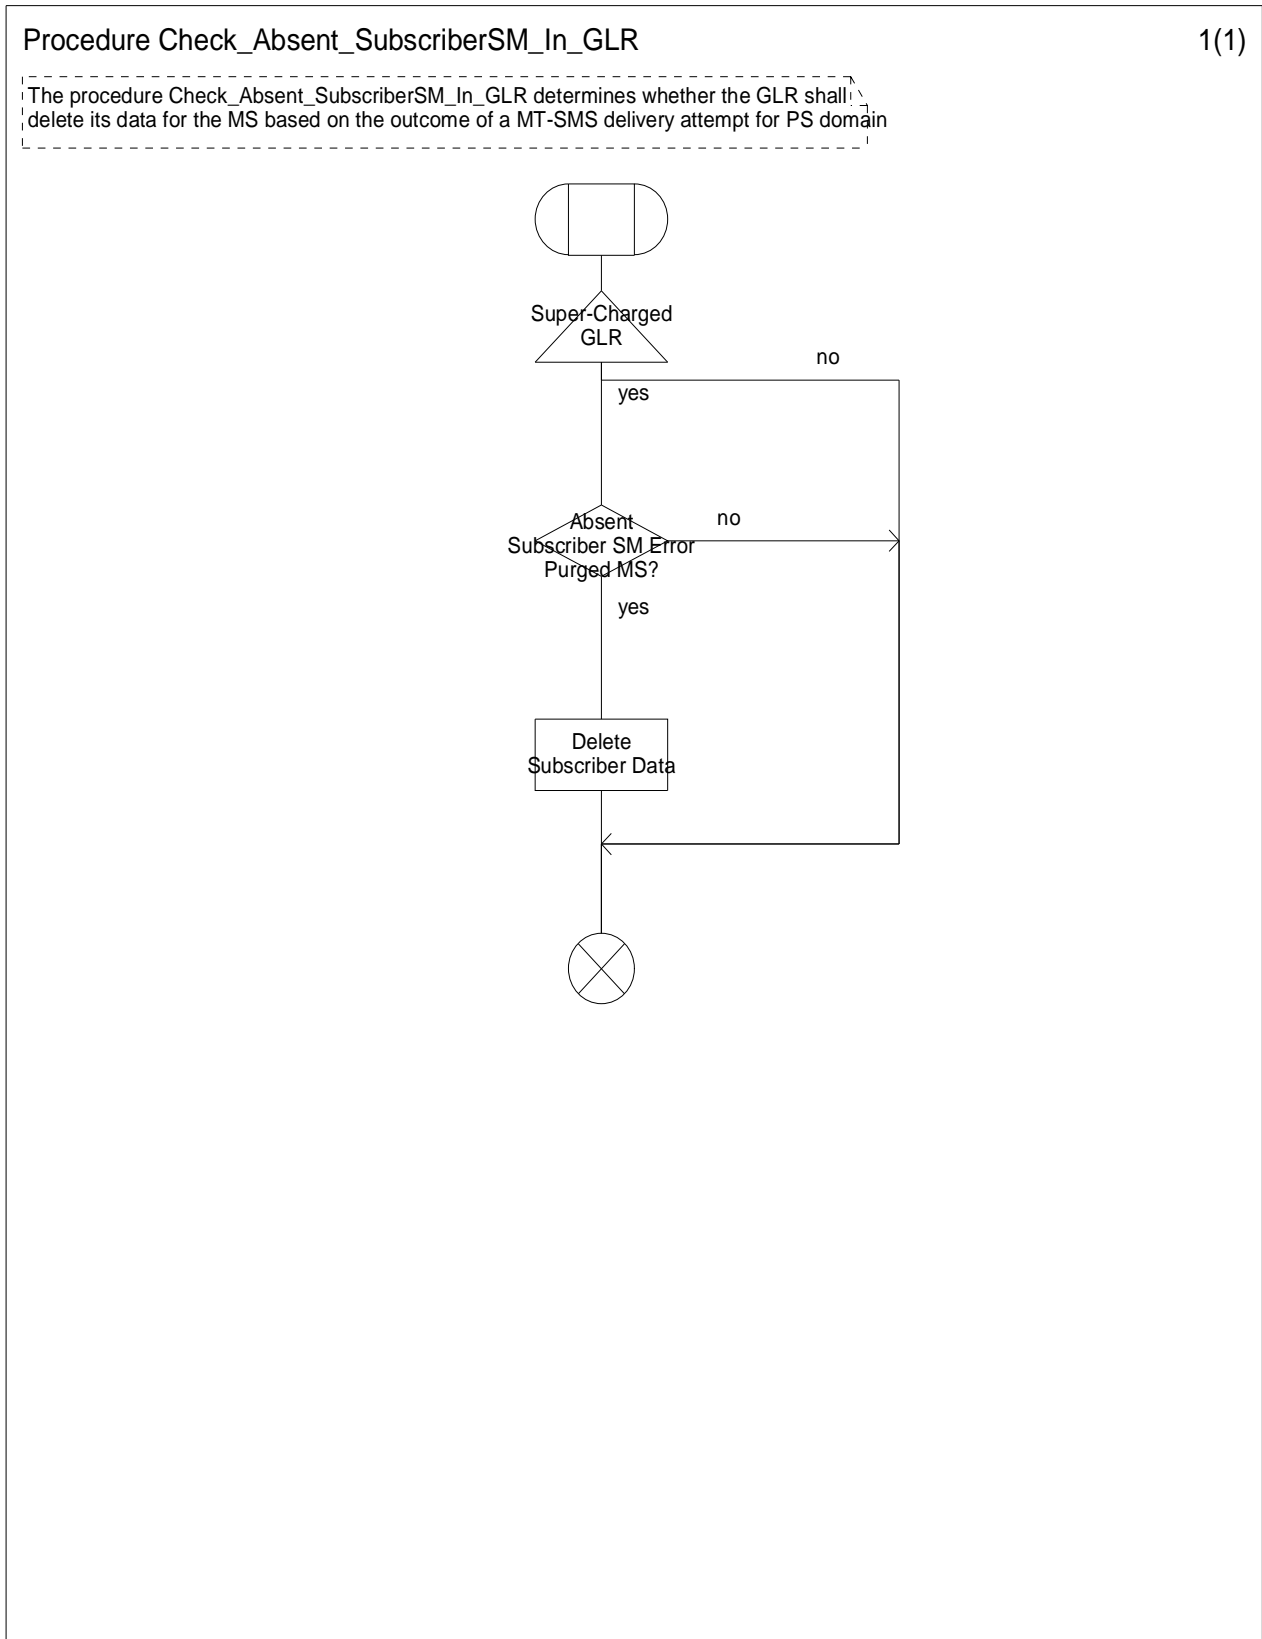 Procedure Check_Absent_SubscriberSM_In_GLR
1(1)
The procedure Check_Absent_SubscriberSM_In_GLR determines whether the GLR shall
delete its data for the MS based on the outcome of a MT-SMS delivery attempt for PS domain
Super-Charged
GLR
no
yes
Absent
Subscriber SM Error
Purged MS?
no
yes
Delete
Subscriber Data